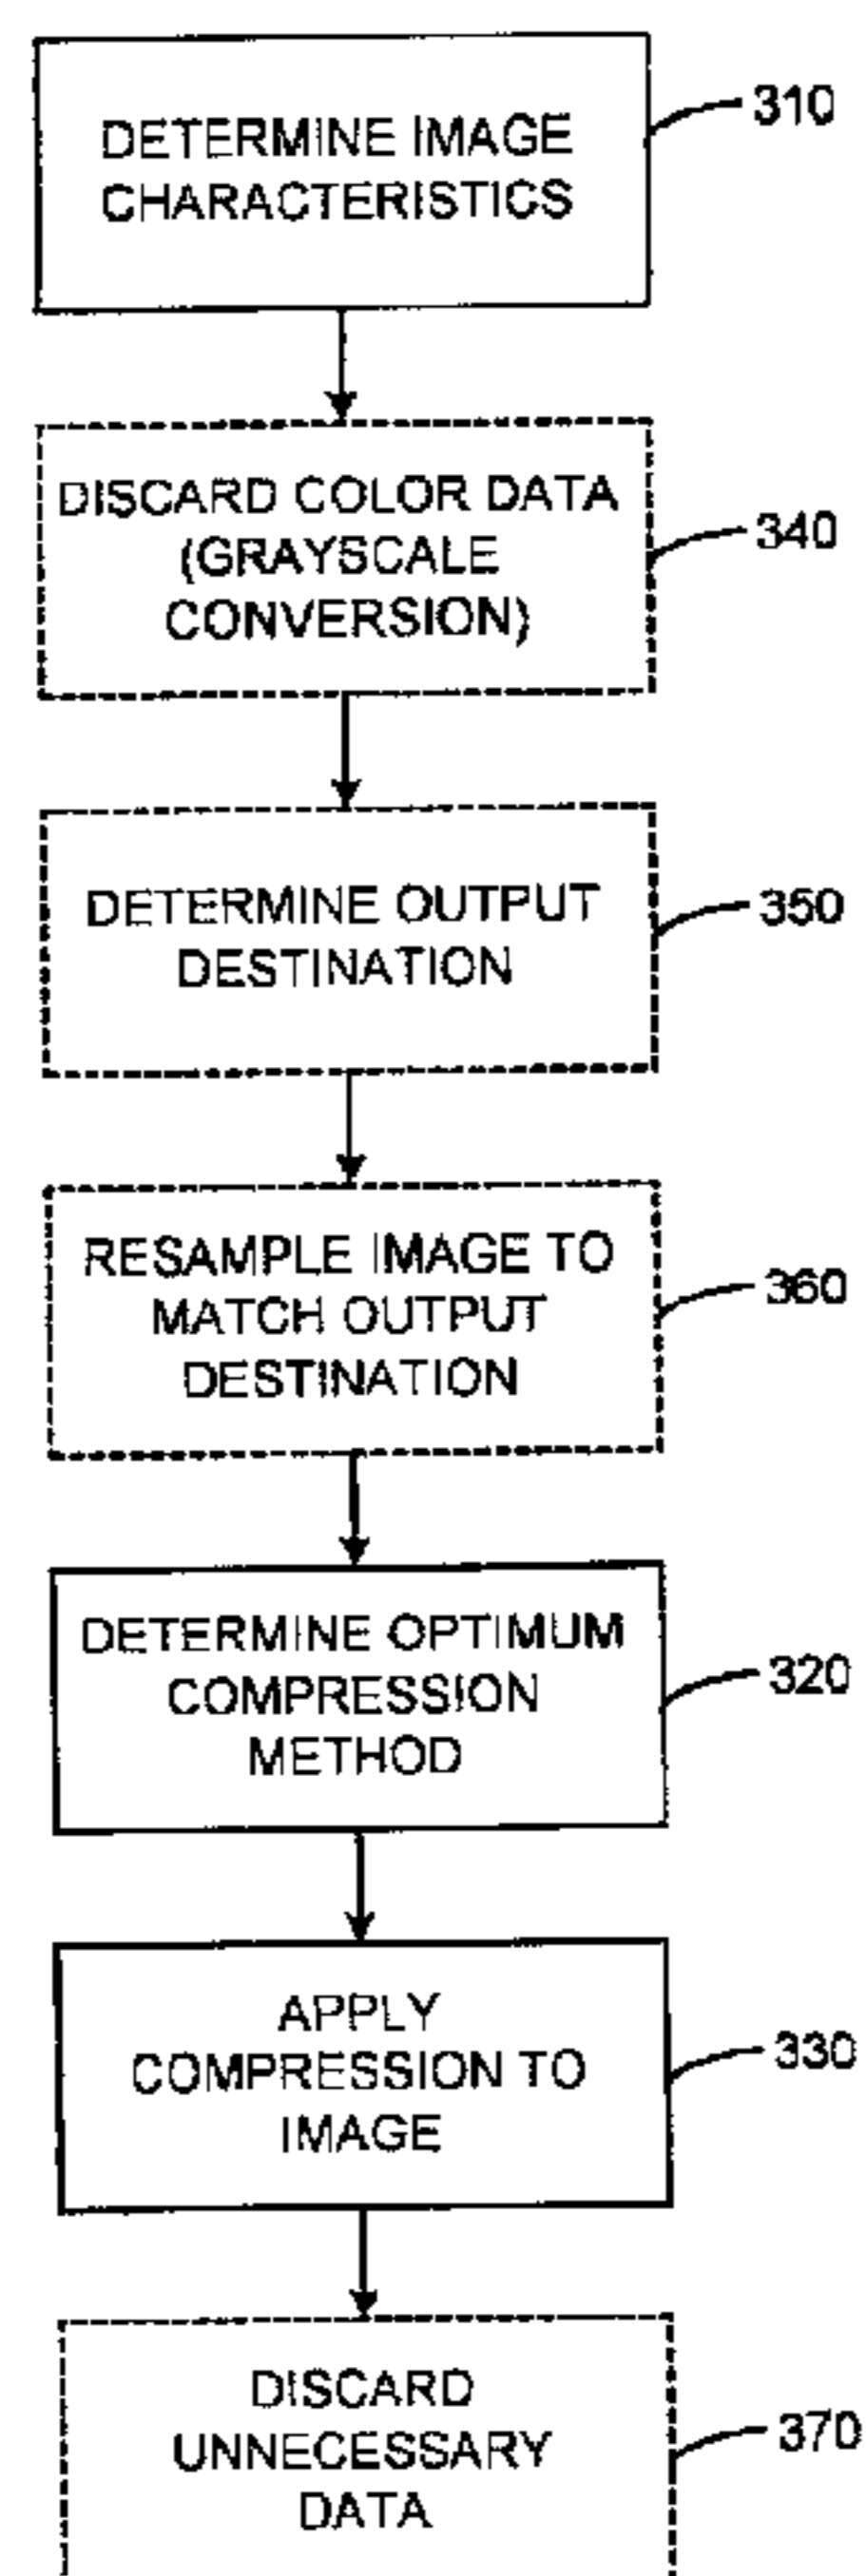 DETERMINE IMAGE
CHARACTERISTICS
310
DISCARD COLOR DATA
(GRAYSCALE
CONVERSION)
340
DETERMINE OUTPUT
DESTINATION
350
RESAMPLE IMAGE TO
MATCH OUTPUT
DESTINATION
360
DETERMINE OPTIMUM
COMPRESSION
METHOD
320
APPLY
COMPRESSION TO
IMAGE
330
DISCARD
UNNECESSARY
DATA
370